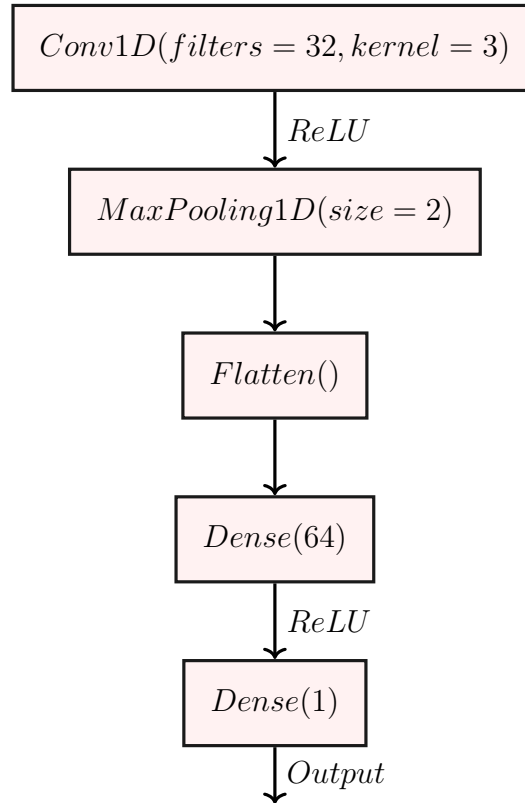 Conv1D(filters = 32, kernel = 3)
ReLU
MaxPooling1D(size = 2)
Flatten()
Dense(64)
ReLU
Dense(1)
Output